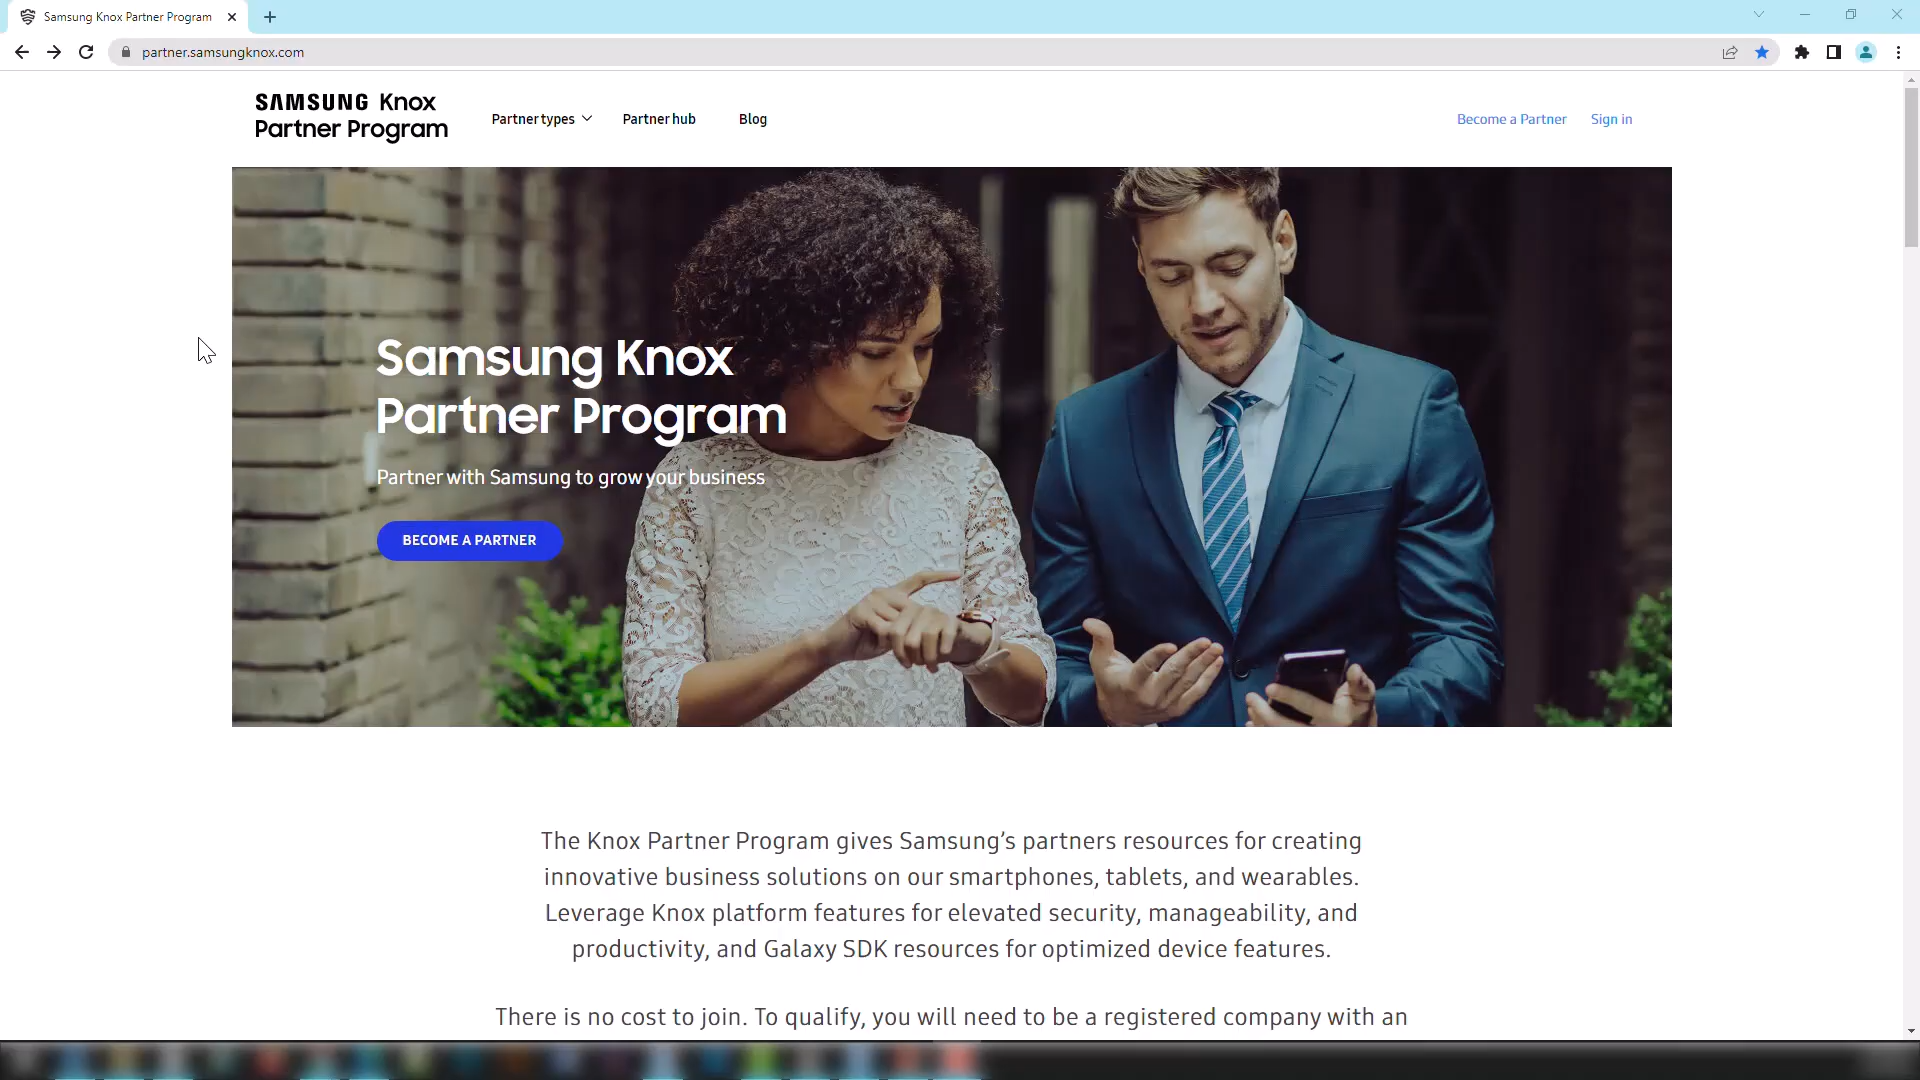 Samsung Knox Partner Program
partner.samsungknox.com
SAMSUNG Knox
Partner Program
Partner types
Partner hub
Blog
Become a Partner
Sign in
Samsung Knox
Partner Program
Partner with Samsung to grow your business
BECOME A PARTNER
The Knox Partner Program gives Samsung’s partners resources for creating
innovative business solutions on our smartphones, tablets, and wearables.
Leverage Knox platform features for elevated security, manageability, and
productivity, and Galaxy SDK resources for optimized device features.
There is no cost to join. To qualify, you will need to be a registered company with an